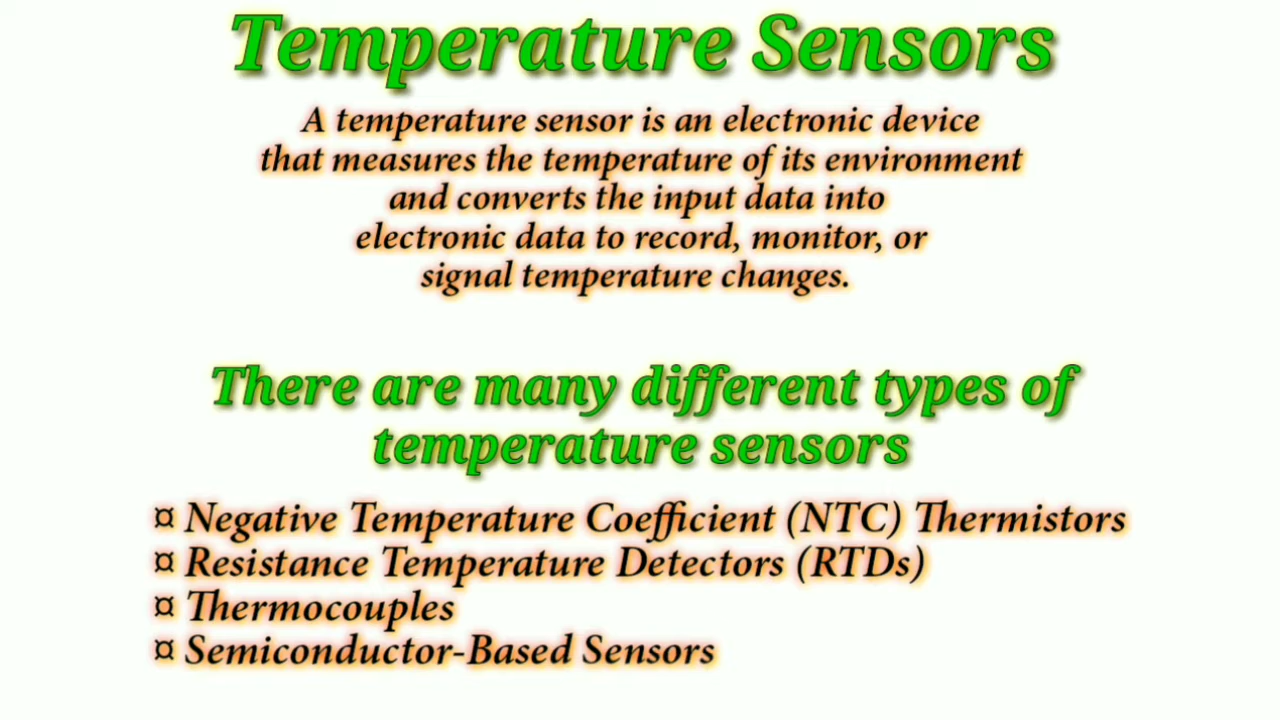 Temperature Sensors
A temperature sensor is an electronic device
that measures the temperature of its environment
and converts the input data into
electronic data to record, monitor, or
signal temperature changes.
There are many different types of
temperature sensors
¤ Negative Temperature Coefficient (NTC) Thermistors
¤ Resistance Temperature Detectors (RTDs)
¤ Thermocouples
¤ Semiconductor-Based Sensors